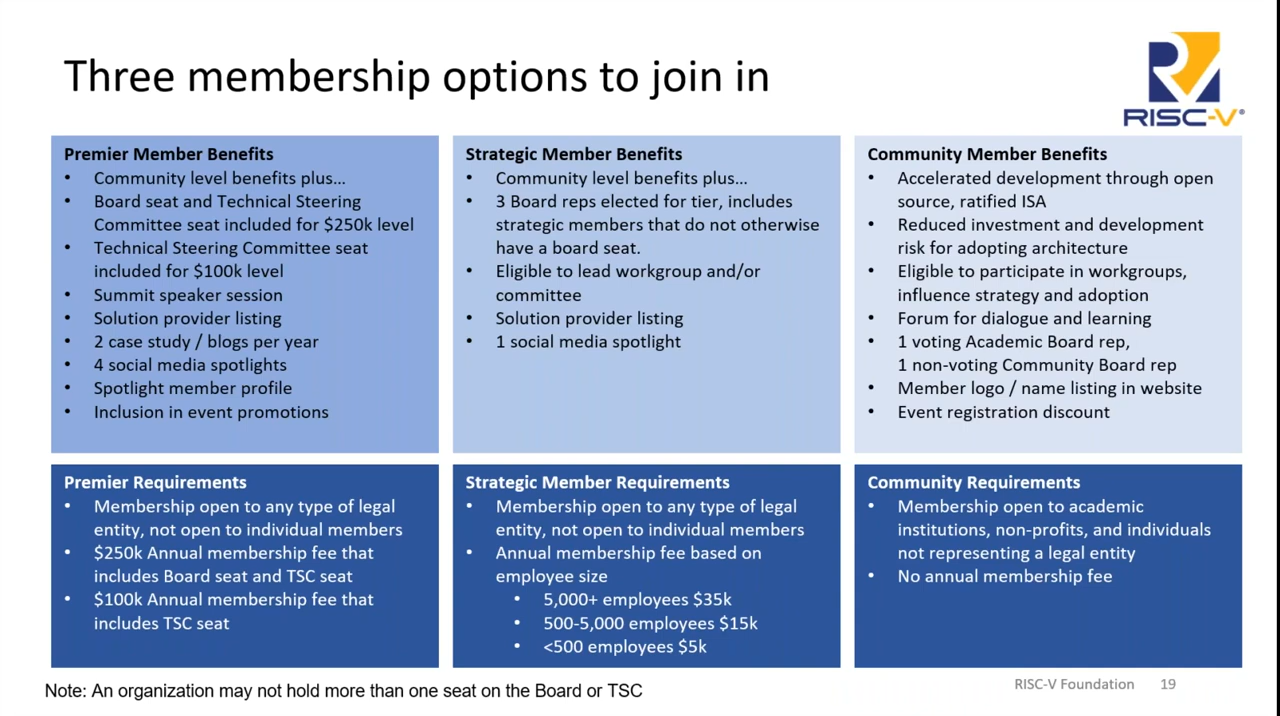 Three membership options to join in
RISC-V®
Premier Member Benefits
• Community level benefits plus…
• Board seat and Technical Steering
Committee seat included for $250k level
• Technical Steering Committee seat
included for $100k level
• Summit speaker session
• Solution provider listing
• 2 case study / blogs per year
• 4 social media spotlights
• Spotlight member profile
• Inclusion in event promotions
Strategic Member Benefits
• Community level benefits plus…
• 3 Board reps elected for tier, includes
strategic members that do not otherwise
have a board seat.
• Eligible to lead workgroup and/or
committee
• Solution provider listing
• 1 social media spotlight
Community Member Benefits
• Accelerated development through open
source, ratified ISA
• Reduced investment and development
risk for adopting architecture
• Eligible to participate in workgroups,
influence strategy and adoption
• Forum for dialogue and learning
• 1 voting Academic Board rep,
1 non-voting Community Board rep
• Member logo / name listing in website
• Event registration discount
Premier Requirements
• Membership open to any type of legal
entity, not open to individual members
• $250k Annual membership fee that
includes Board seat and TSC seat
• $100k Annual membership fee that
includes TSC seat
Strategic Member Requirements
• Membership open to any type of legal
entity, not open to individual members
• Annual membership fee based on
employee size
• 5,000+ employees $35k
• 500-5,000 employees $15k
• <500 employees $5k
Community Requirements
• Membership open to academic
institutions, non-profits, and individuals
not representing a legal entity
• No annual membership fee
Note: An organization may not hold more than one seat on the Board or TSC
RISC-V Foundation 19